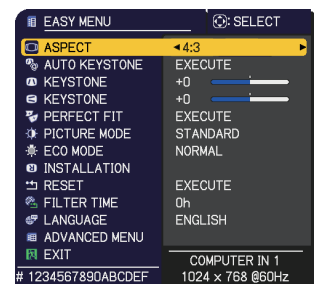 EASY MENU : SELECT
ASPECT 4:3
AUTO KEYSTONE EXECUTE
KEYSTONE +0
KEYSTONE +0
PERFECT FIT EXECUTE
PICTURE MODE STANDARD
ECO MODE NORMAL
INSTALLATION
RESET EXECUTE
FILTER TIME 0h
LANGUAGE ENGLISH
ADVANCED MENU
EXIT COMPUTER IN 1
# 1234567890ABCDEF 1024 x 768 @60Hz